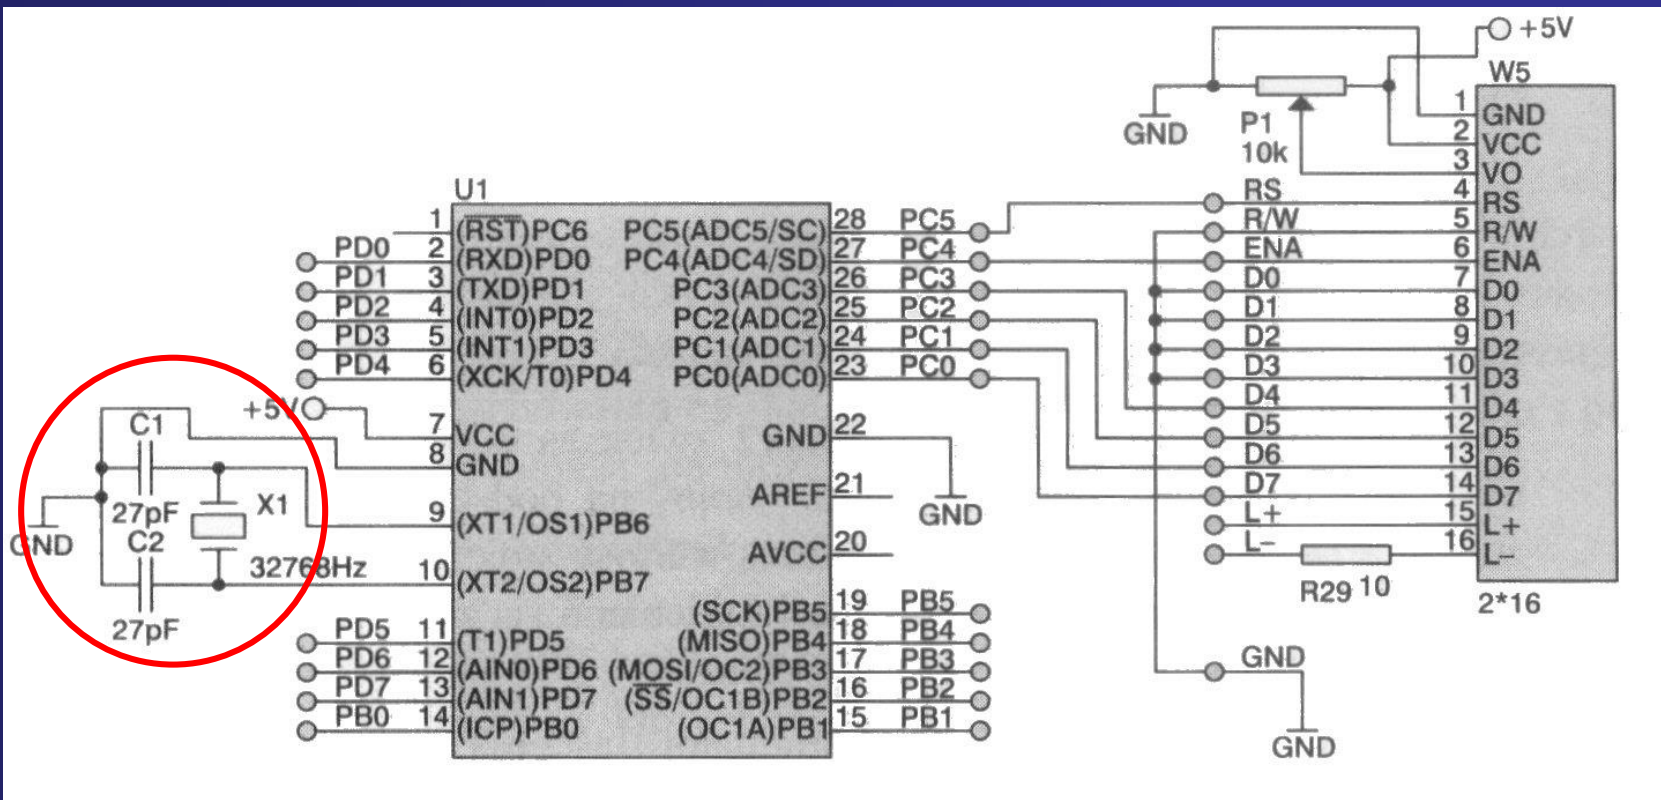 +5V
W5
GND
P1
10k
1 GND
2 VCC
3 VO
RS 4 RS
R/W 5 R/W
ENA 6 ENA
D0 7 D0
D1 8 D1
D2 9 D2
D3 10 D3
D4 11 D4
D5 12 D5
D6 13 D6
D7 14 D7
L+ 15 L+
L- 16 L-
R29 10
2*16
GND
GND
U1
1 (RST)PC6 PC5(ADC5/SC) 28 PC5
PD0 2 (RXD)PD0 PC4(ADC4/SD) 27 PC4
PD1 3 (TXD)PD1 PC3(ADC3) 26 PC3
PD2 4 (INT0)PD2 PC2(ADC2) 25 PC2
PD3 5 (INT1)PD3 PC1(ADC1) 24 PC1
PD4 6 (XCK/T0)PD4 PC0(ADC0) 23 PC0
+5V 7 VCC GND 22
8 GND
AREF 21
GND
9 (XT1/OS1)PB6
AVCC 20
10 (XT2/OS2)PB7
(SCK)PB5 19 PB5
PD5 11 (T1)PD5 (MISO)PB4 18 PB4
PD6 12 (AIN0)PD6 (MOSI/OC2)PB3 17 PB3
PD7 13 (AIN1)PD7 (SS/OC1B)PB2 16 PB2
PB0 14 (ICP)PB0 (OC1A)PB1 15 PB1
C1
27pF
X1
GND
C2
32768Hz
27pF